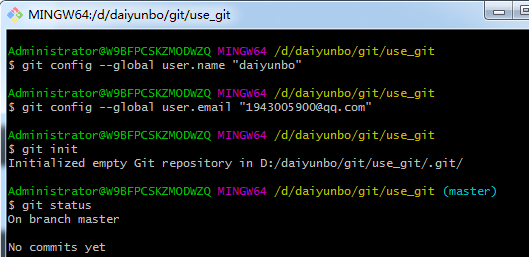 MINGW64:/d/daiyunbo/git/use_git
Administrator@W9BFPCSKZMODWZQ MINGW64 /d/daiyunbo/git/use_git
$ git config --global user.name "daiyunbo"
Administrator@W9BFPCSKZMODWZQ MINGW64 /d/daiyunbo/git/use_git
$ git config --global user.email "1943005900@qq.com"
Administrator@W9BFPCSKZMODWZQ MINGW64 /d/daiyunbo/git/use_git
$ git init
Initialized empty Git repository in D:/daiyunbo/git/use_git/.git/
Administrator@W9BFPCSKZMODWZQ MINGW64 /d/daiyunbo/git/use_git (master)
$ git status
On branch master
No commits yet